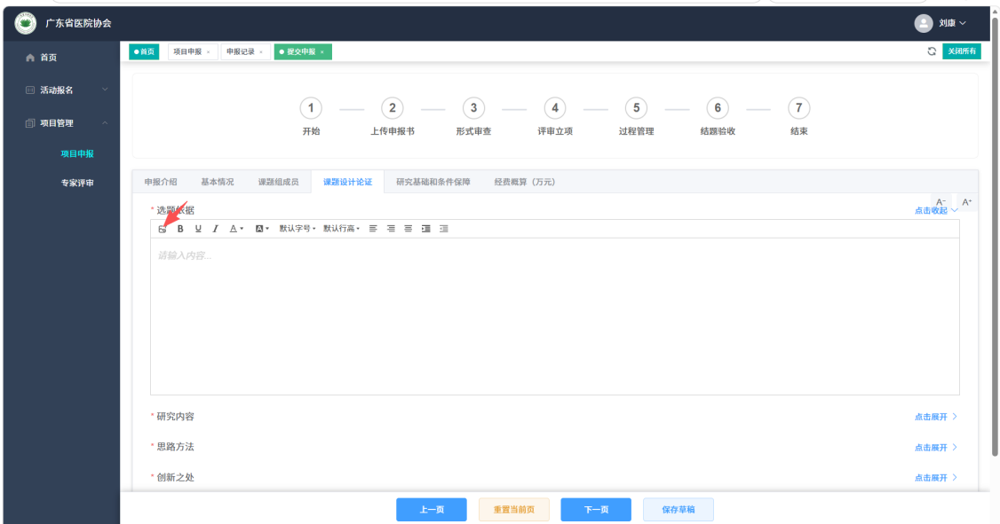 广东省医院协会
刘康
首页
首页
项目申报 ×
申报记录 ×
提交申报 ×
关闭所有
活动报名
项目管理
项目申报
专家评审
1
2
3
4
5
6
7
开始
上传申报书
形式审查
评审立项
过程管理
结题验收
结束
申报介绍
基本情况
课题组成员
课题设计论证
研究基础和条件保障
经费概算（万元）
A-
A+
* 选题依据
点击收起
B U I A A 默认字号 默认行高
请输入内容...
* 研究内容
点击展开
* 思路方法
点击展开
* 创新之处
点击展开
上一页
重置当前页
下一页
保存草稿